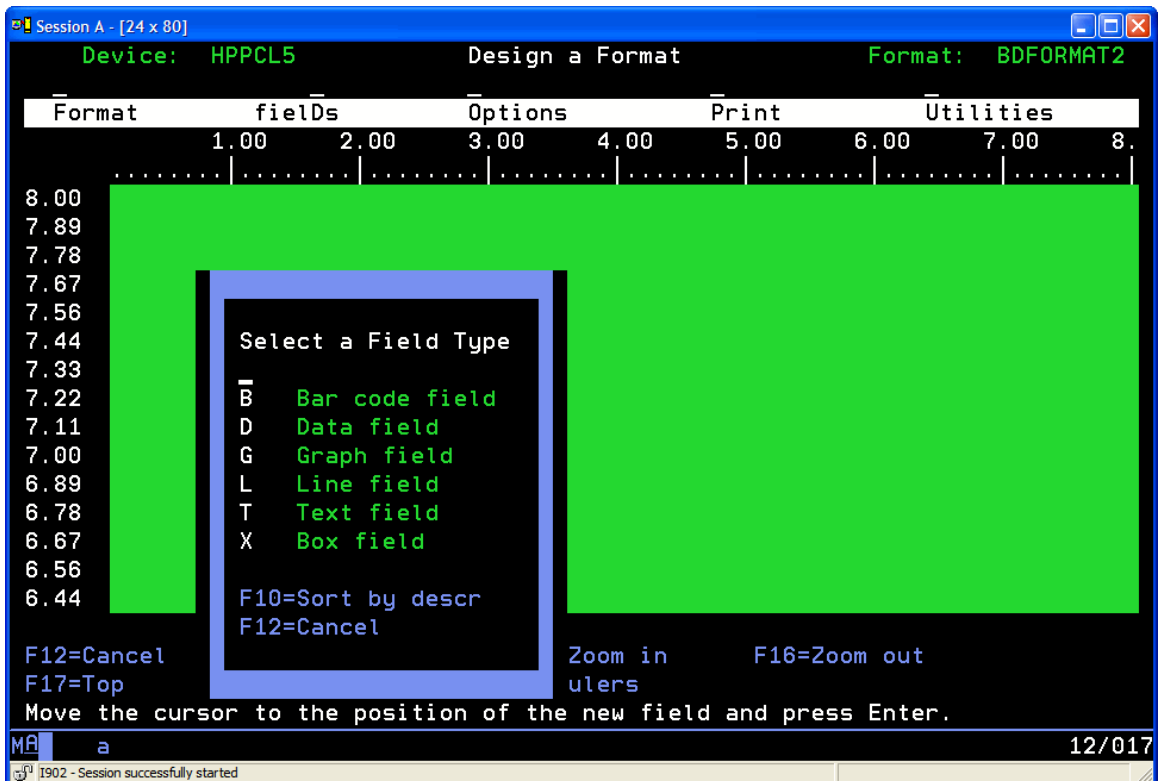 Session A - [24 x 80]
Device: HPPCL5 Design a Format Format: BDFORMAT2
Format fielDs Options Print Utilities
1.00 2.00 3.00 4.00 5.00 6.00 7.00 8.
........|........|........|........|........|........|........|........|
8.00
7.89
7.78
7.67
7.56
7.44 Select a Field Type
7.33
7.22 B Bar code field
7.11 D Data field
7.00 G Graph field
6.89 L Line field
6.78 T Text field
6.67 X Box field
6.56
6.44 F10=Sort by descr
F12=Cancel
F12=Cancel Zoom in F16=Zoom out
F17=Top ulers
Move the cursor to the position of the new field and press Enter.
MA a 12/017
I902 - Session successfully started